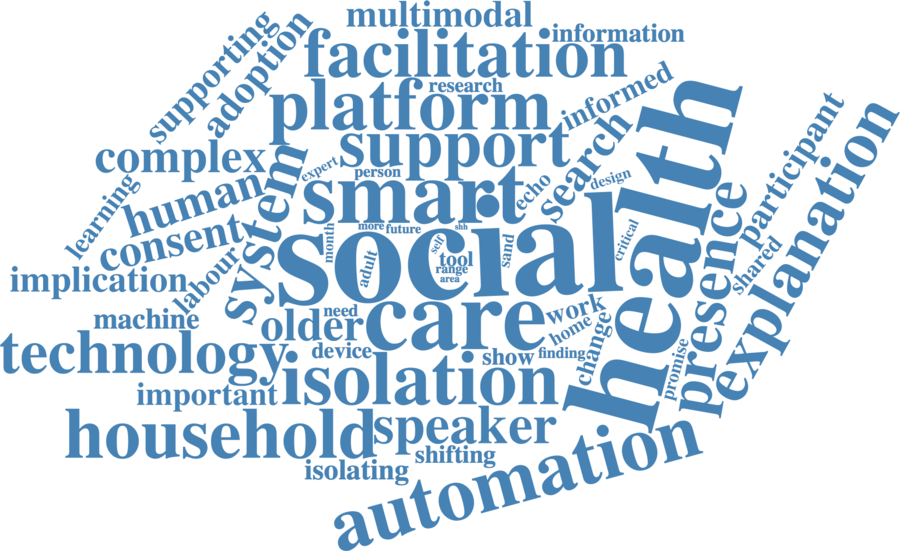 multimodal
information
supporting
adoption
facilitation
research
platform
informed
support
search
complex
expert
person
smart
echo
design
health
participant
explanation
learning
human
system
consent
month
more
future
shh
social
self
adult
tool
range
area
sand
critical
presence
shared
implication
labour
machine
need
older
care
work
home
change
technology
device
show
finding
promise
isolation
important
household
speaker
shifting
isolating
automation